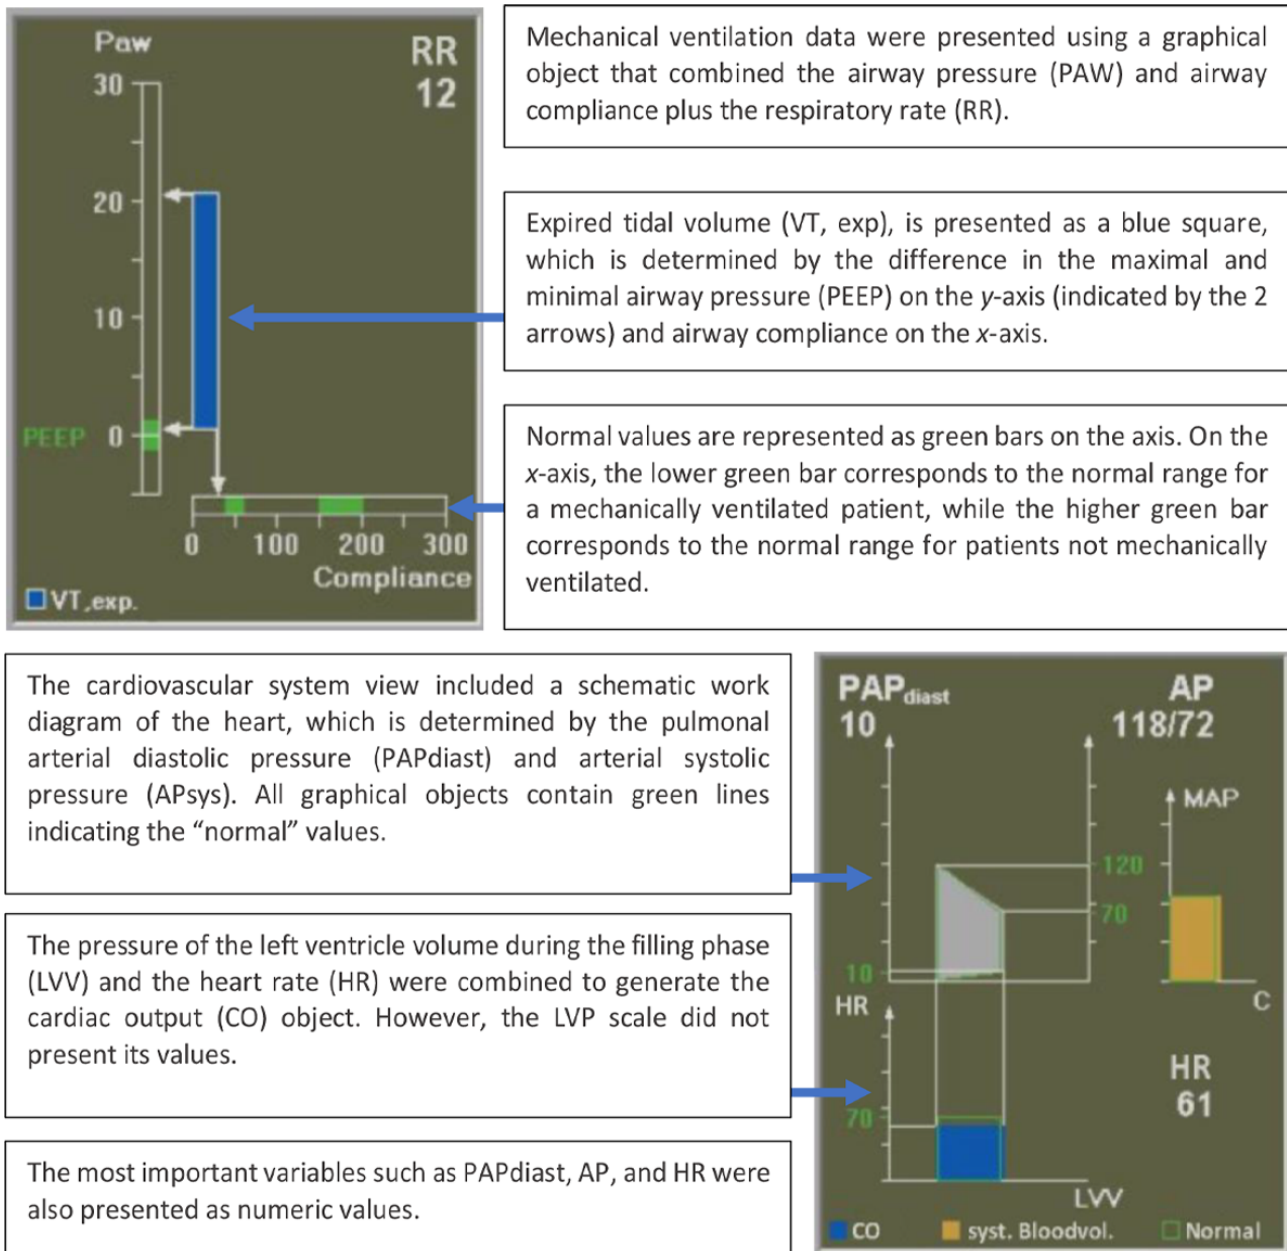 Paw
RR
12
30
20
10
PEEP 0
0 100 200 300
Compliance
VT,exp.
Mechanical ventilation data were presented using a graphical
object that combined the airway pressure (PAW) and airway
compliance plus the respiratory rate (RR).
Expired tidal volume (VT, exp), is presented as a blue square,
which is determined by the difference in the maximal and
minimal airway pressure (PEEP) on the y-axis (indicated by the 2
arrows) and airway compliance on the x-axis.
Normal values are represented as green bars on the axis. On the
x-axis, the lower green bar corresponds to the normal range for
a mechanically ventilated patient, while the higher green bar
corresponds to the normal range for patients not mechanically
ventilated.
The cardiovascular system view included a schematic work
diagram of the heart, which is determined by the pulmonal
arterial diastolic pressure (PAPdiast) and arterial systolic
pressure (APsys). All graphical objects contain green lines
indicating the “normal” values.
The pressure of the left ventricle volume during the filling phase
(LVV) and the heart rate (HR) were combined to generate the
cardiac output (CO) object. However, the LVP scale did not
present its values.
The most important variables such as PAPdiast, AP, and HR were
also presented as numeric values.
PAPdiast AP
10 118/72
MAP
120
70
10
HR
C
HR
61
70
LVV
CO syst. Bloodvol. Normal